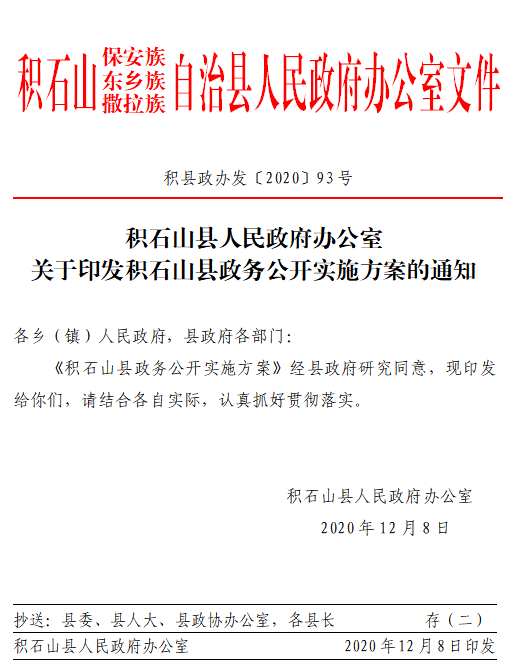 积石山保安族东乡族撒拉族自治县人民政府办公室文件
积县政办发〔2020〕93号
积石山县人民政府办公室
关于印发积石山县政务公开实施方案的通知
各乡（镇）人民政府，县政府各部门：
《积石山县政务公开实施方案》经县政府研究同意，现印发
给你们，请结合各自实际，认真抓好贯彻落实。
积石山县人民政府办公室
2020年12月8日
抄送：县委、县人大、县政协办公室，各县长 存（二）
积石山县人民政府办公室 2020年12月8日印发